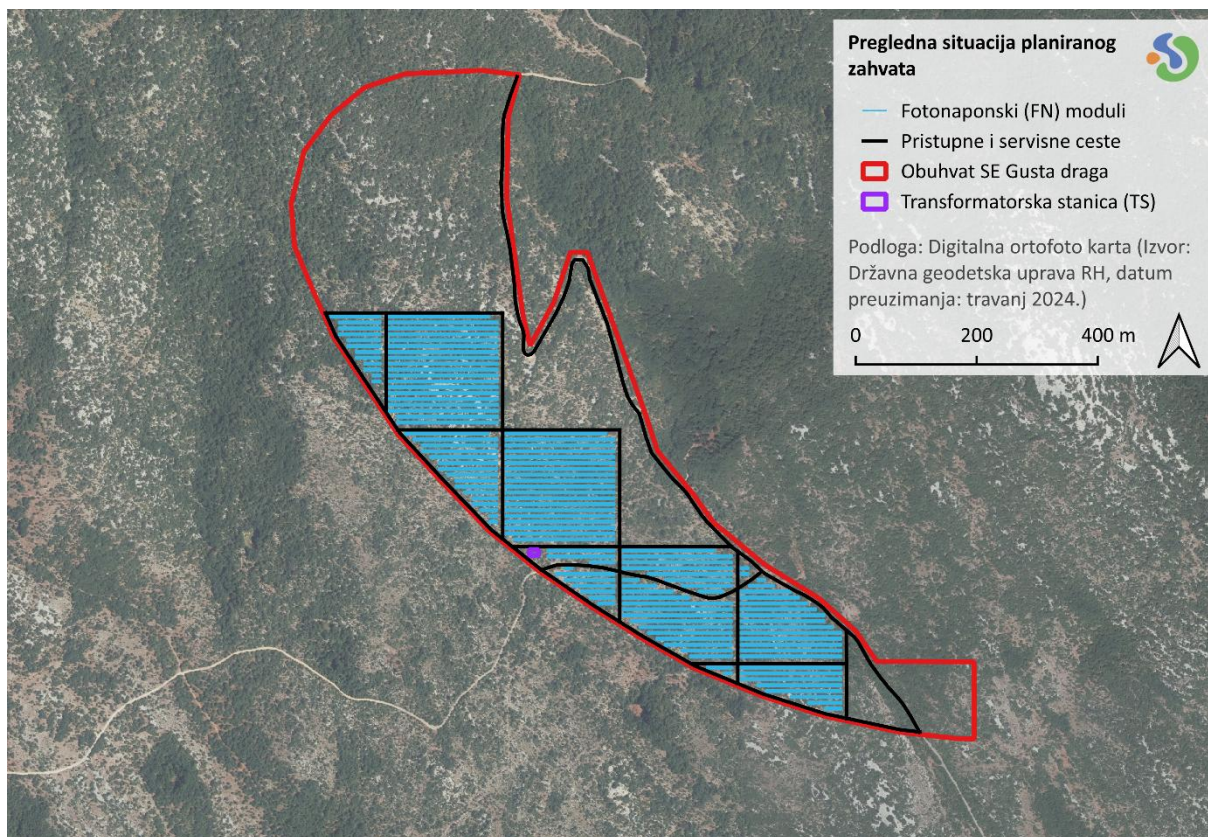 Pregledna situacija planiranog
zahvata
Fotonaponski (FN) moduli
Pristupne i servisne ceste
Obuhvat SE Gusta draga
Transformatorska stanica (TS)
Podloga: Digitalna ortofoto karta (Izvor:
Državna geodetska uprava RH, datum
preuzimanja: travanj 2024.)
0 200 400 m